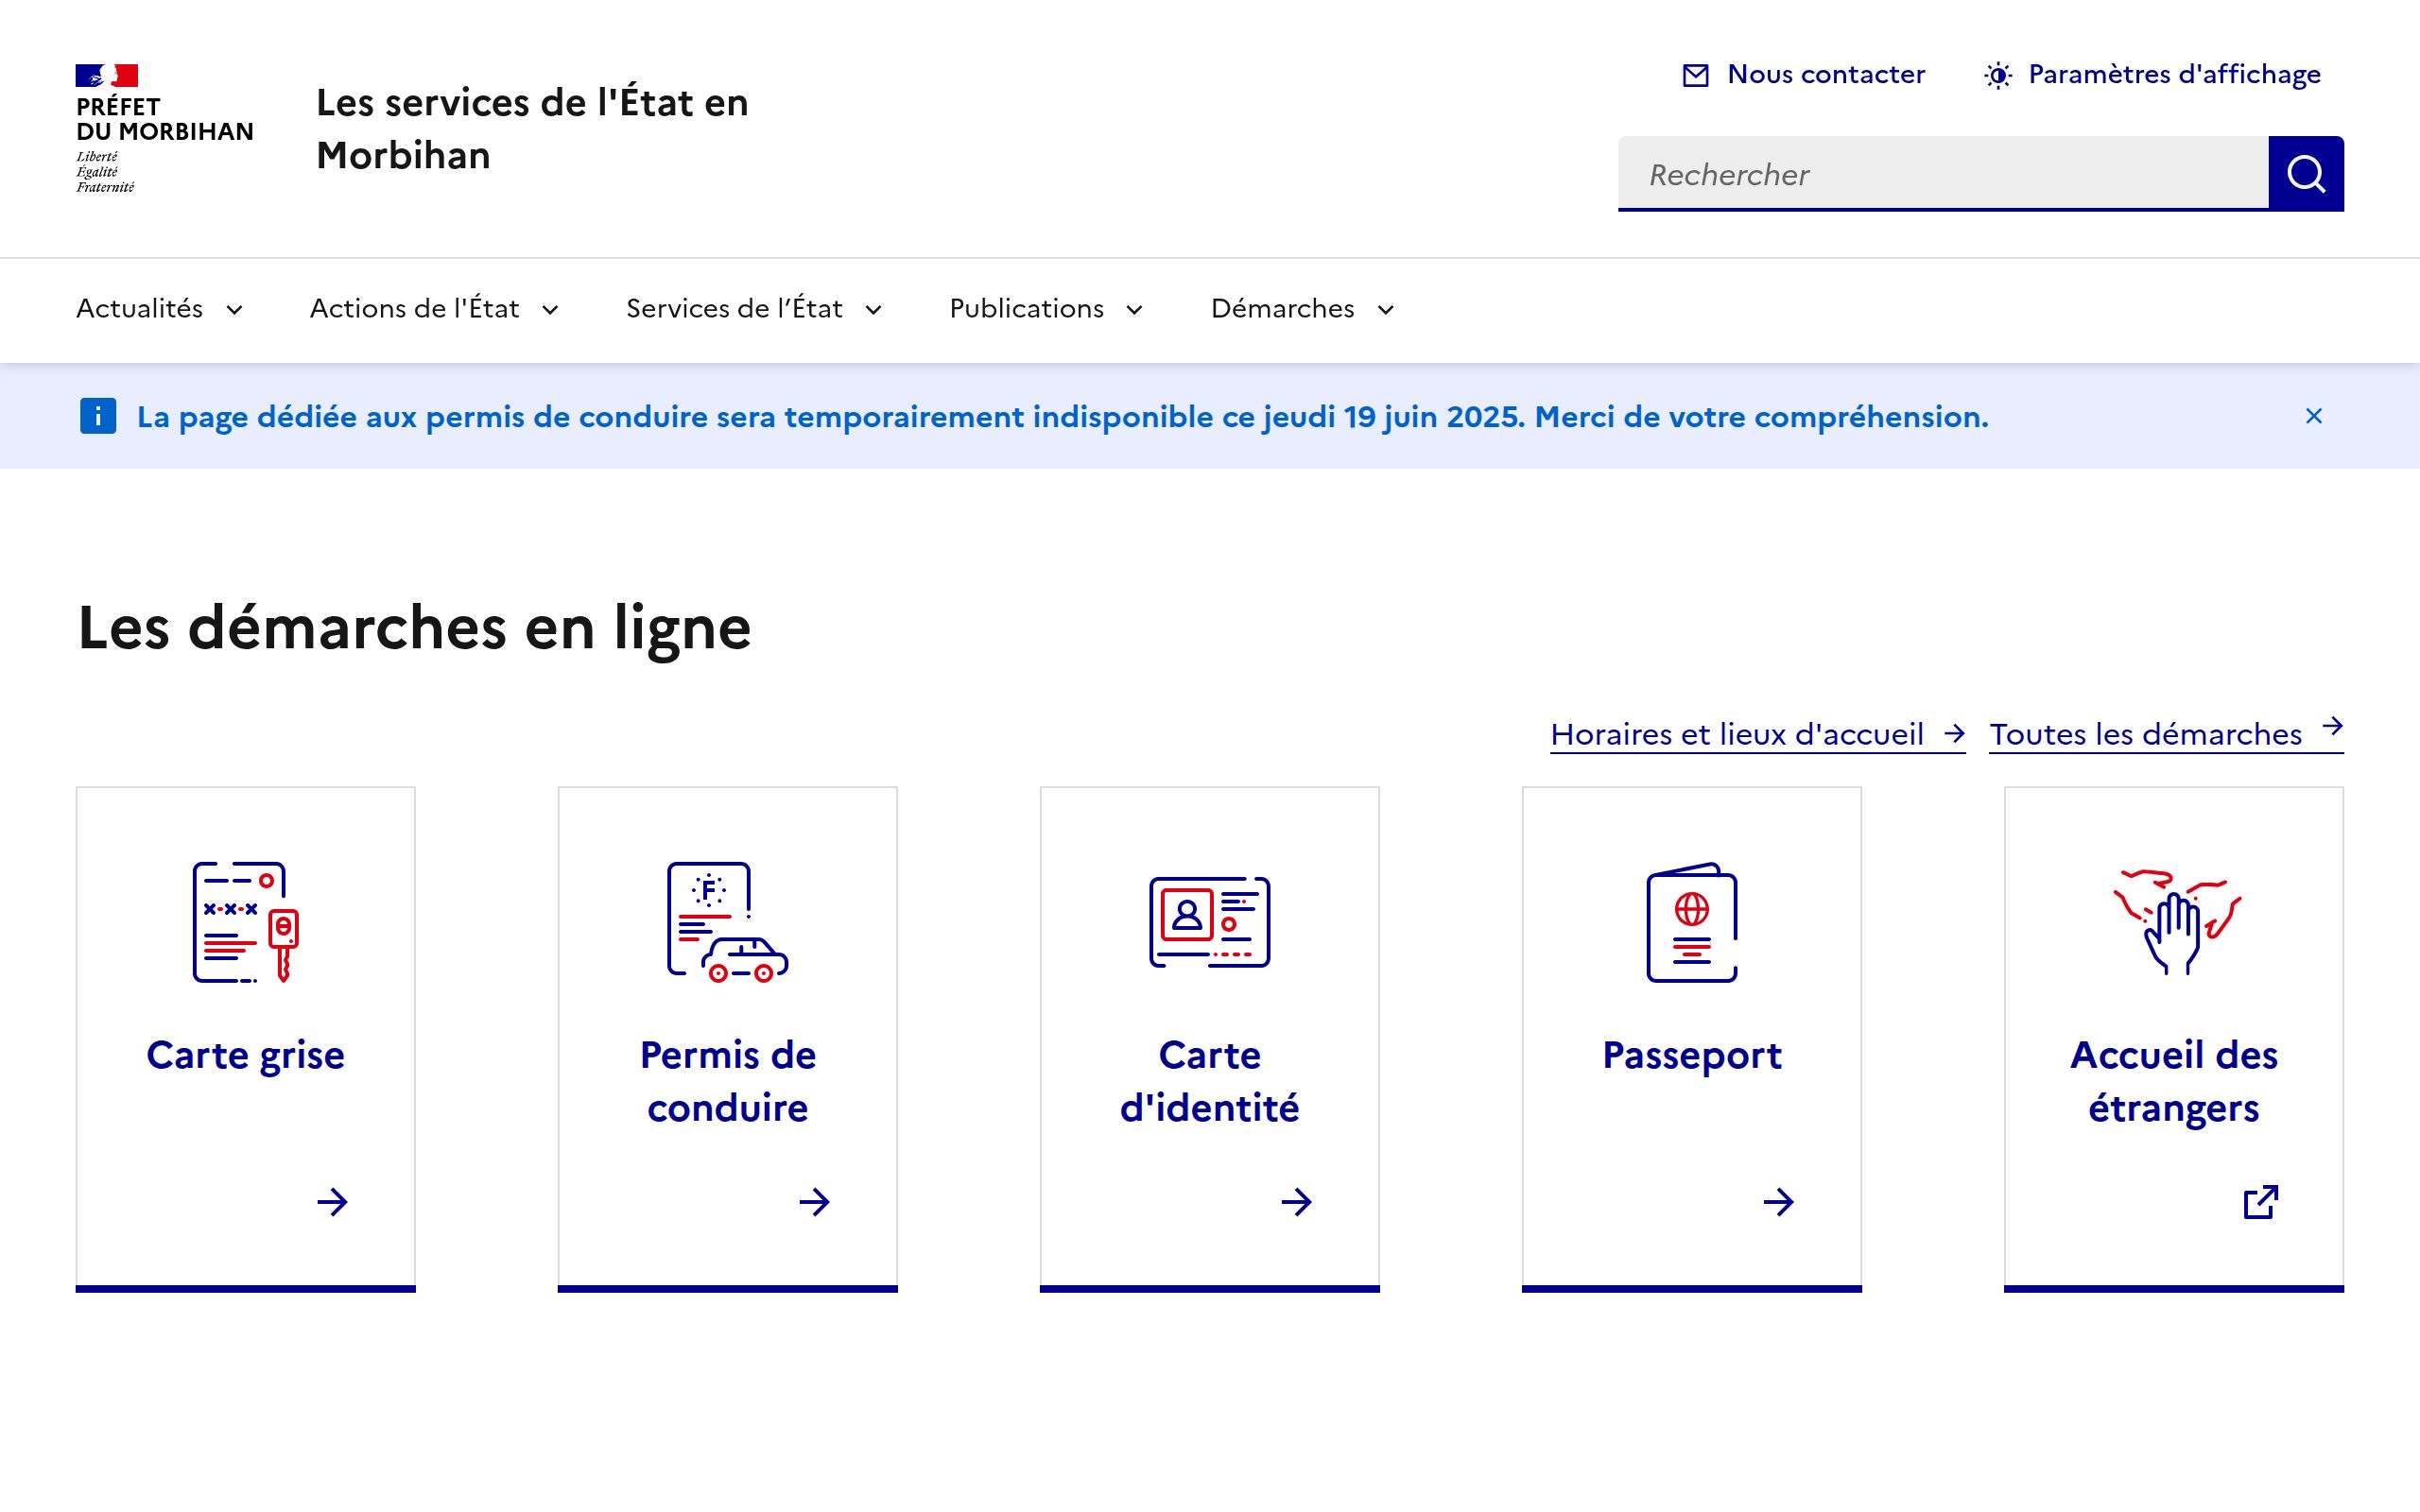 PRÉFET
DU MORBIHAN
Liberté
Égalité
Fraternité
Les services de l'État en
Morbihan
Nous contacter
Paramètres d'affichage
Rechercher
Actualités
Actions de l'État
Services de l’État
Publications
Démarches
La page dédiée aux permis de conduire sera temporairement indisponible ce jeudi 19 juin 2025. Merci de votre compréhension.
Les démarches en ligne
Horaires et lieux d'accueil
Toutes les démarches
Carte grise
F
Permis de
conduire
Carte
d'identité
Passeport
Accueil des
étrangers